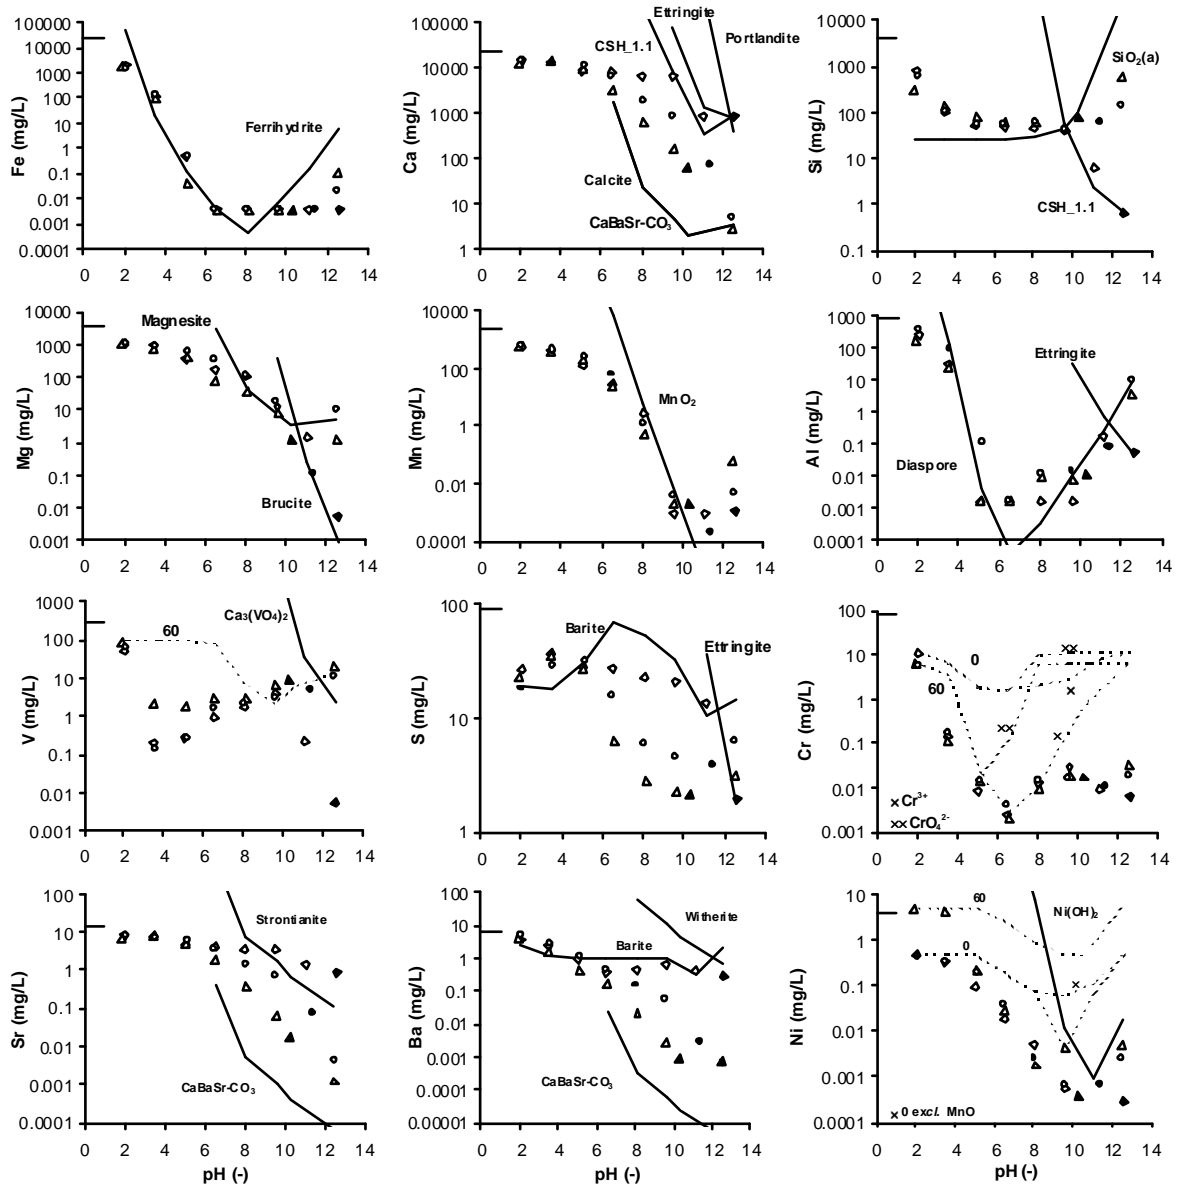 Fe (mg/L)
100000
10000
1000
100
10
1
0.1
0.01
0.001
0.0001
Ferrihydrite
0 2 4 6 8 10 12 14
Ca (mg/L)
100000
10000
1000
100
10
1
Ettringite
CSH_1.1
Portlandite
Calcite
CaBaSr-CO3
0 2 4 6 8 10 12 14
Si (mg/L)
10000
1000
100
10
1
0.1
SiO2(a)
CSH_1.1
0 2 4 6 8 10 12 14
Mg (mg/L)
10000
1000
100
10
1
0.1
0.01
0.001
Magnesite
Brucite
0 2 4 6 8 10 12 14
Mn (mg/L)
10000
100
1
0.01
0.0001
MnO2
0 2 4 6 8 10 12 14
Al (mg/L)
1000
100
10
1
0.1
0.01
0.001
0.0001
Ettringite
Diaspore
0 2 4 6 8 10 12 14
V (mg/L)
1000
100
10
1
0.1
0.01
0.001
60
Ca3(VO4)2
0 2 4 6 8 10 12 14
S (mg/L)
100
10
1
Barite
Ettringite
0 2 4 6 8 10 12 14
Cr (mg/L)
100
10
1
0.1
0.01
0.001
0
60
×Cr3+
××CrO42-
0 2 4 6 8 10 12 14
Sr (mg/L)
100
10
1
0.1
0.01
0.001
0.0001
Strontianite
CaBaSr-CO3
0 2 4 6 8 10 12 14
pH (-)
Ba (mg/L)
100
10
1
0.1
0.01
0.001
0.0001
0.00001
Witherite
Barite
CaBaSr-CO3
0 2 4 6 8 10 12 14
pH (-)
Ni (mg/L)
10
1
0.1
0.01
0.001
0.0001
60
0
Ni(OH)2
×0 excl. MnO
0 2 4 6 8 10 12 14
pH (-)